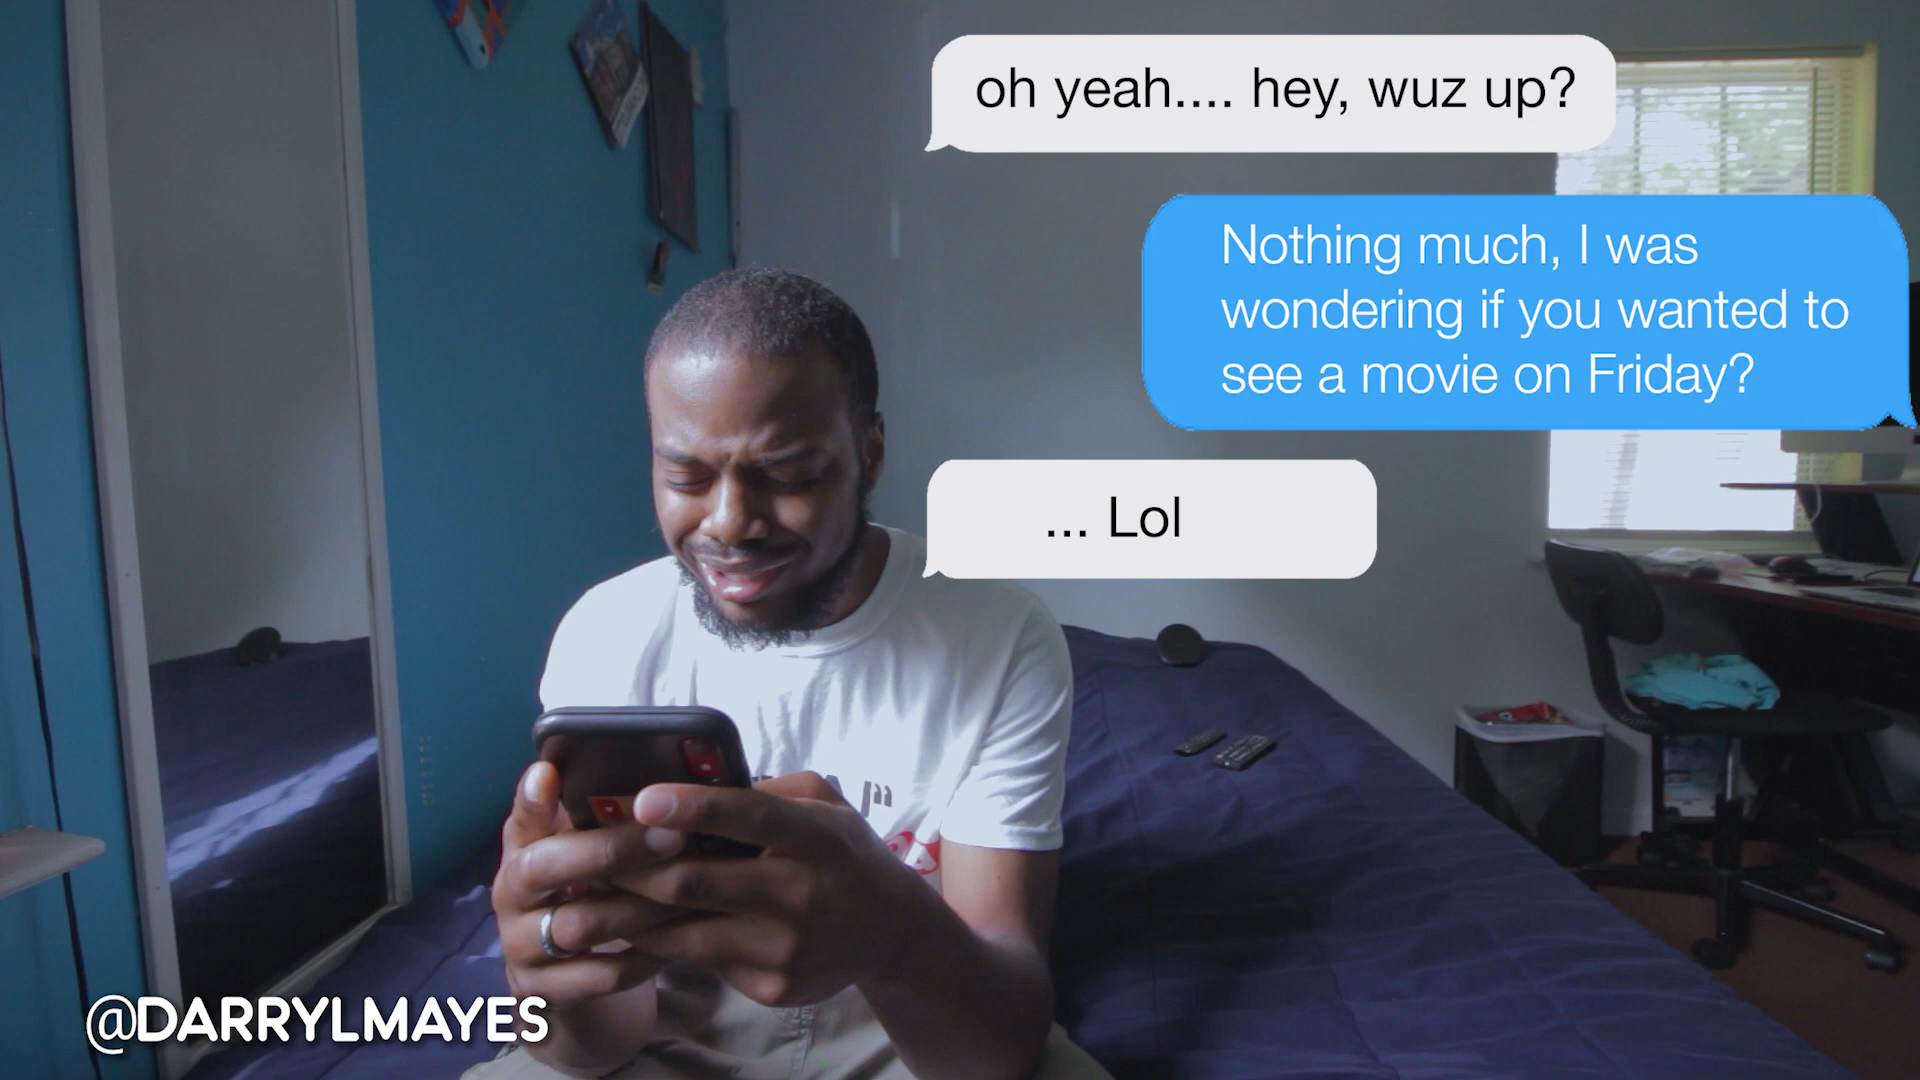 oh yeah.... hey, wuz up?
Nothing much, I was
wondering if you wanted to
see a movie on Friday?
... Lol
@DARRYLMAYES